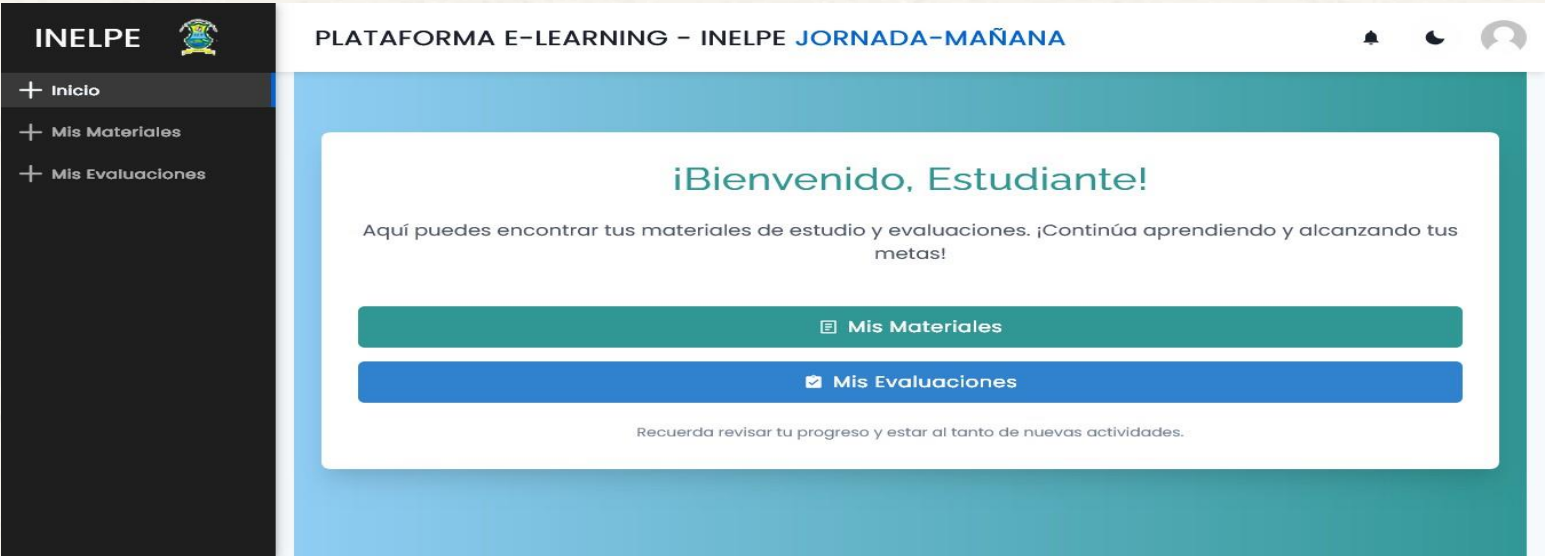 INELPE
PLATAFORMA E-LEARNING - INELPE JORNADA-MAÑANA
Inicio
Mis Materiales
Mis Evaluaciones
¡Bienvenido, Estudiante!
Aquí puedes encontrar tus materiales de estudio y evaluaciones. ¡Continúa aprendiendo y alcanzando tus
metas!
Mis Materiales
Mis Evaluaciones
Recuerda revisar tu progreso y estar al tanto de nuevas actividades.